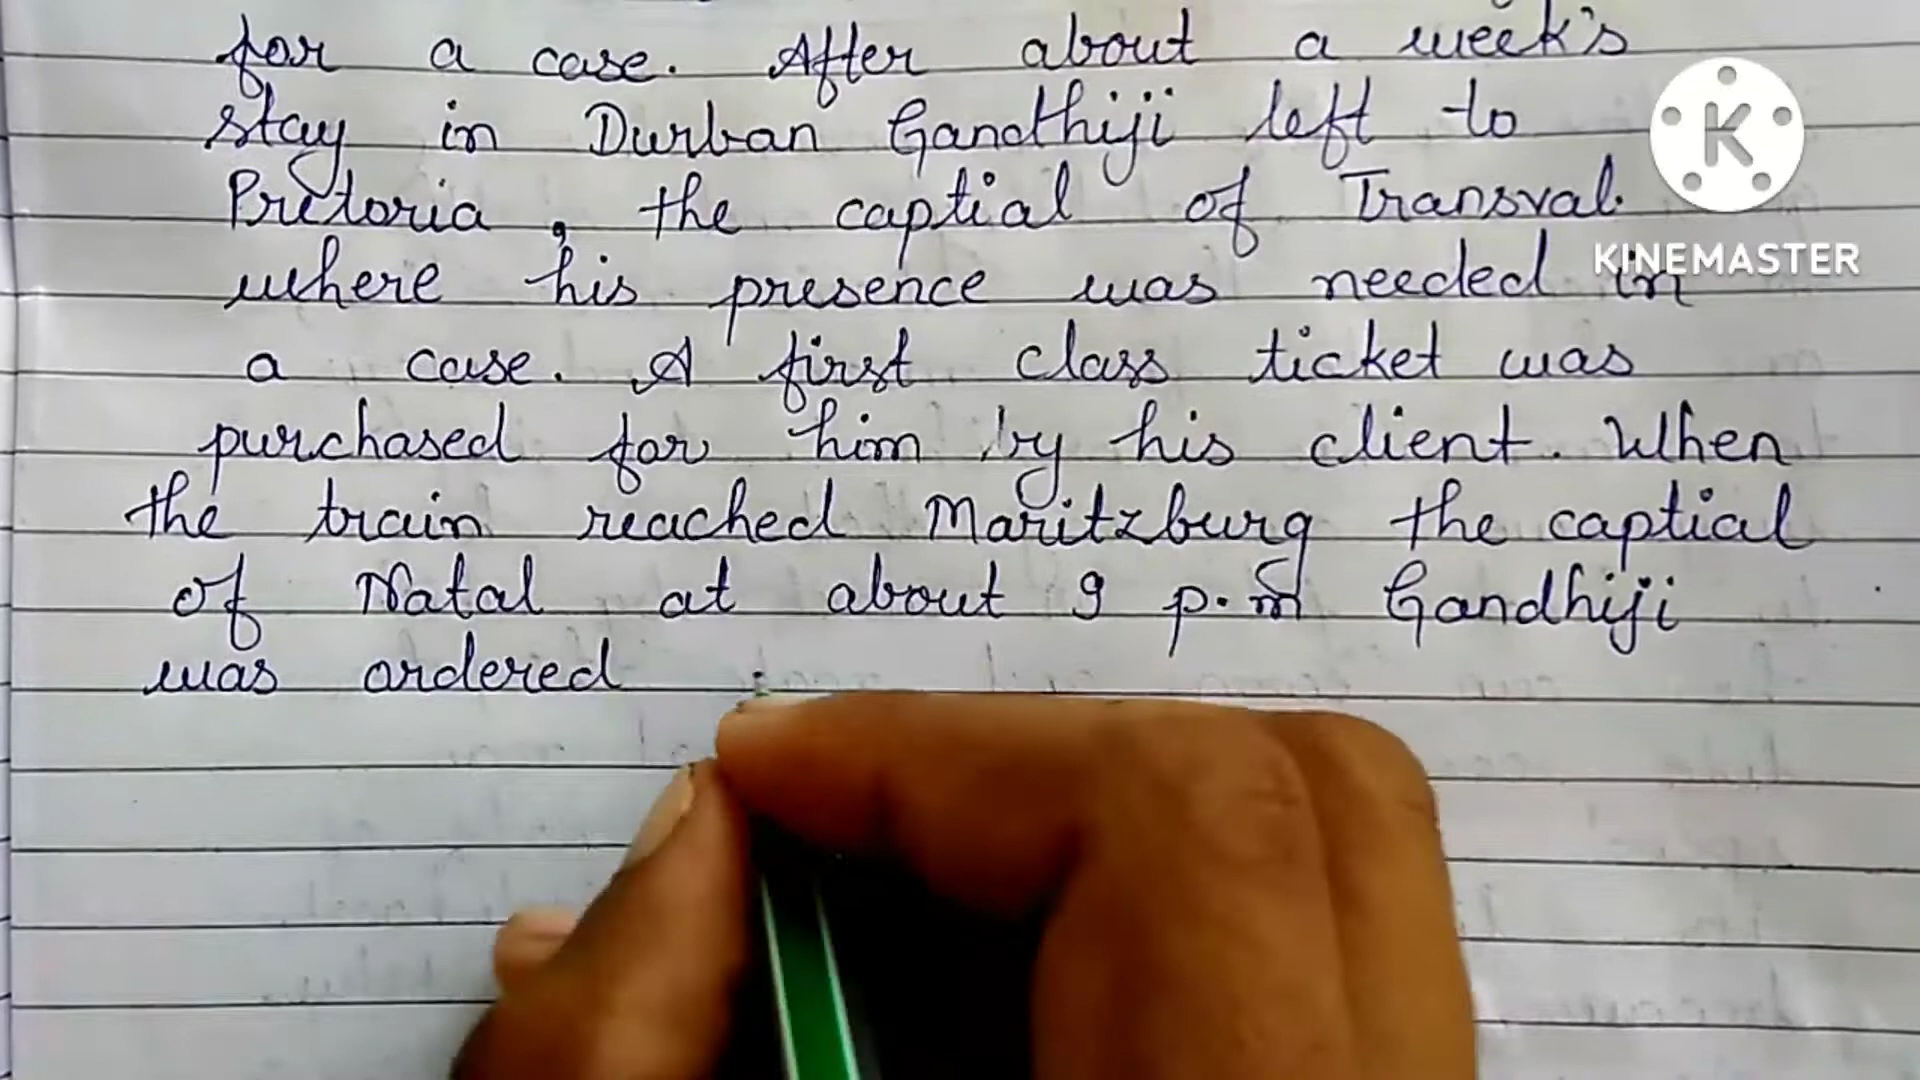 for a case. After about a week's
stay in Durban Gandhiji left to
Pretoria, the captial of Transval.
where his presence was needed in
a case. A first class ticket was
purchased for him by his client. When
the train reached Maritzburg the captial
of Natal at about 9 p.m Gandhiji
was ordered
K
KINEMASTER